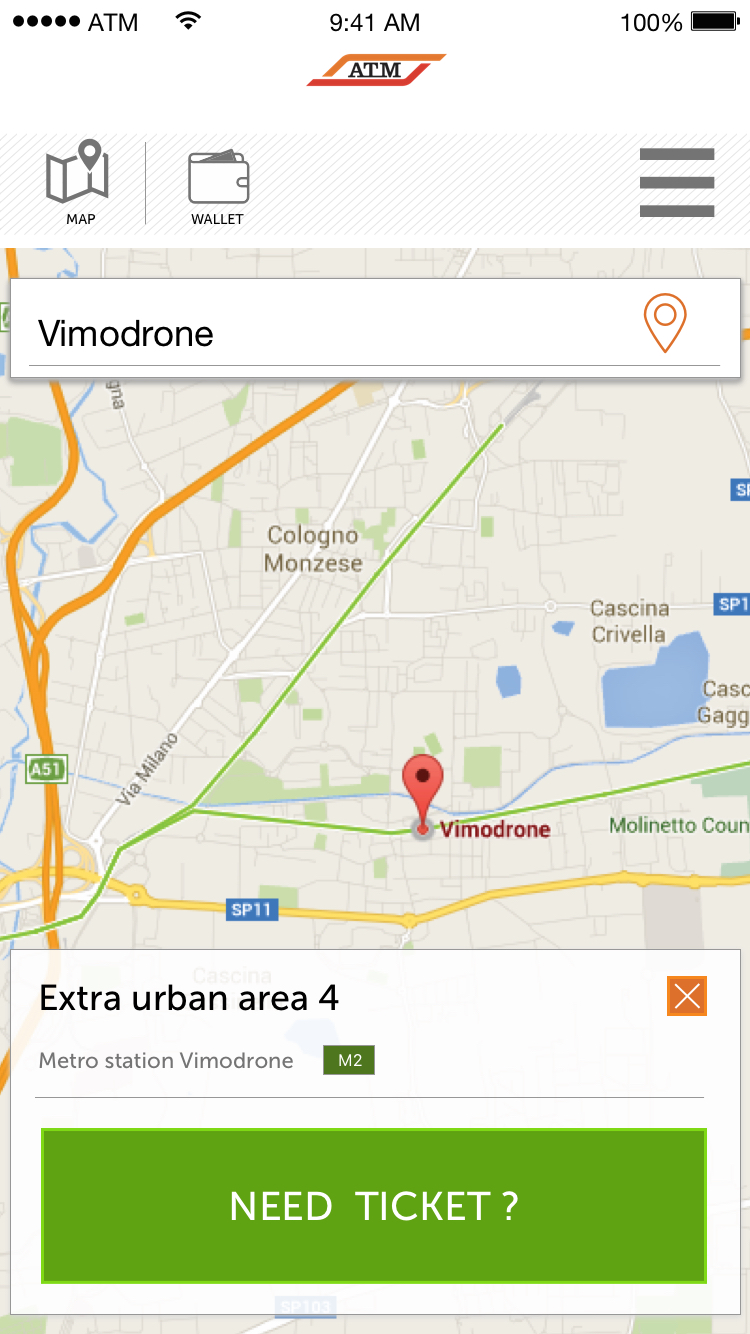 ATM 9:41 AM 100%
ATM
MAP WALLET
Vimodrone
gna
SP
Cologno
Monzese
SP1
Cascina
Crivella
Casc
Gagg
A51
Via Milano
Vimodrone
Molinetto Coun
SP11
Cascina
Extra urban area 4
Metro station Vimodrone M2
NEED TICKET ?
SP103